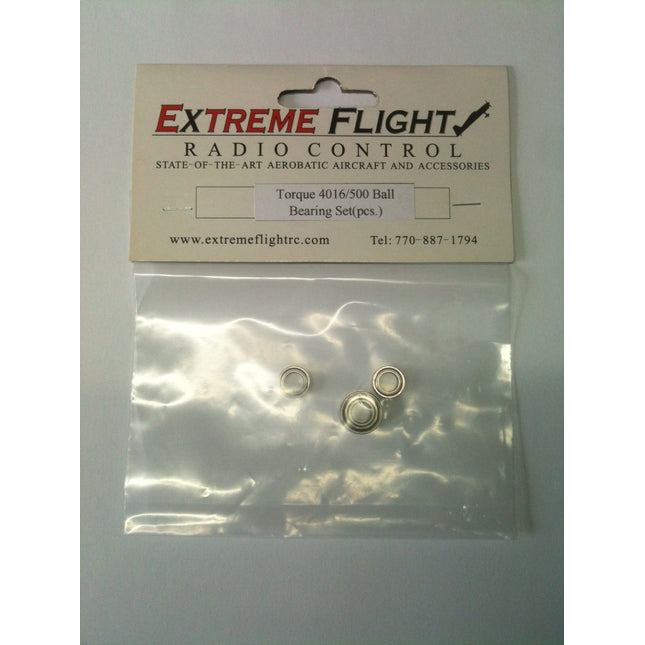 EXTREME FLIGHT
RADIO CONTROL
STATE-OF-THE-ART AEROBATIC AIRCRAFT AND ACCESSORIES
Torque 4016/500 Ball
Bearing Set(pcs.)
www.extremeflightrc.com Tel: 770-887-1794